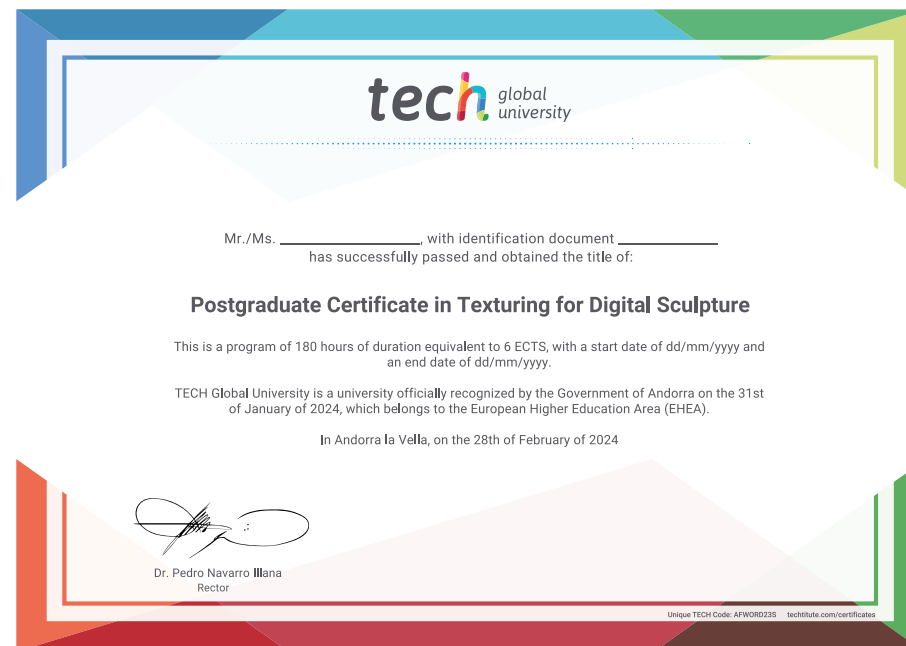 tech global university
Mr./Ms. ____________________, with identification document ______________
has successfully passed and obtained the title of:
Postgraduate Certificate in Texturing for Digital Sculpture
This is a program of 180 hours of duration equivalent to 6 ECTS, with a start date of dd/mm/yyyy and
an end date of dd/mm/yyyy.
TECH Global University is a university officially recognized by the Government of Andorra on the 31st
of January of 2024, which belongs to the European Higher Education Area (EHEA).
In Andorra la Vella, on the 28th of February of 2024
Dr. Pedro Navarro Illana
Rector
Unique TECH Code: AFWORD23S techtitute.com/certificates